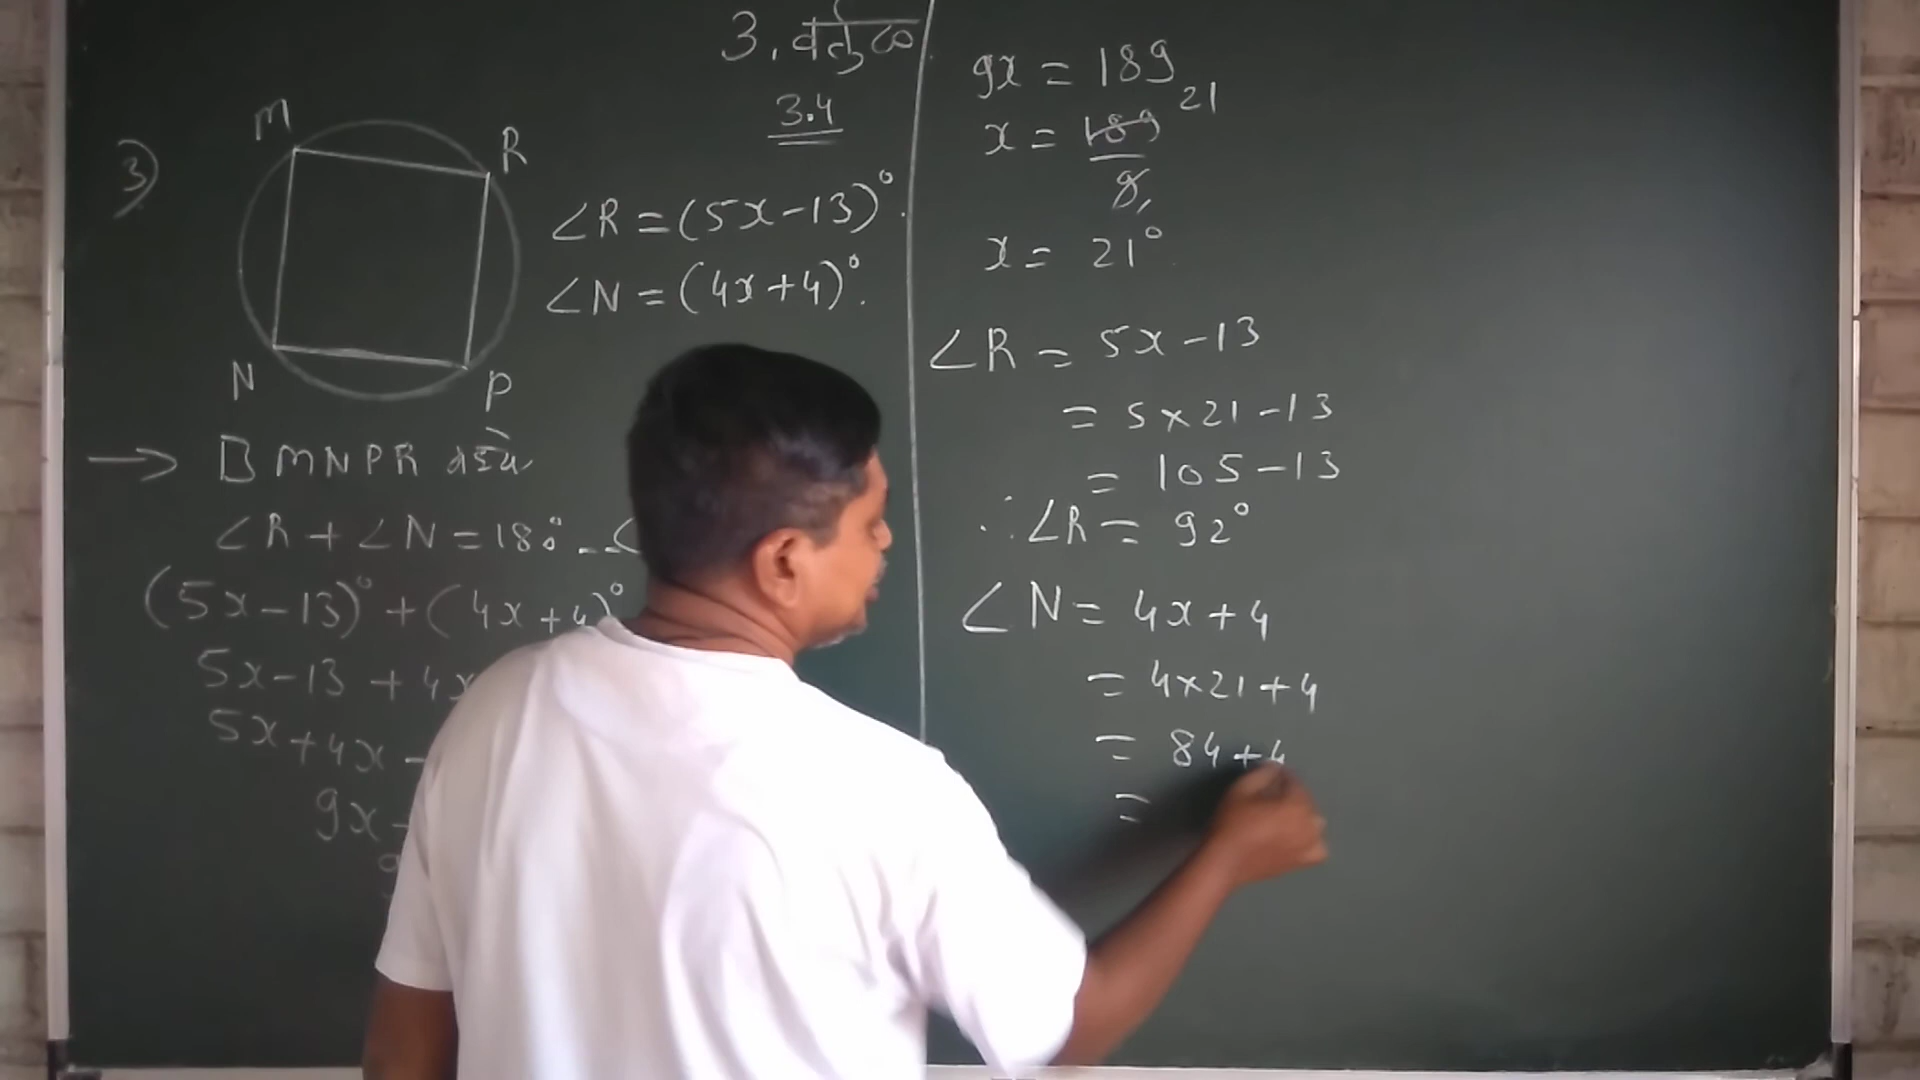 3. वर्तुळ
3.4
3)
M
R
N
P
∠R = (5x-13)°.
∠N = (4x+4)°.
→ □ MNPR मध्ये
∠R + ∠N = 180
(5x-13)° + (4x+4)°
5x-13 + 4x
5x+4x -
9x -
9x = 189
x = 189/9 21
x = 21°
∠R = 5x-13
= 5×21-13
= 105-13
∴ ∠R = 92°
∠N = 4x+4
= 4×21+4
= 84+4
=